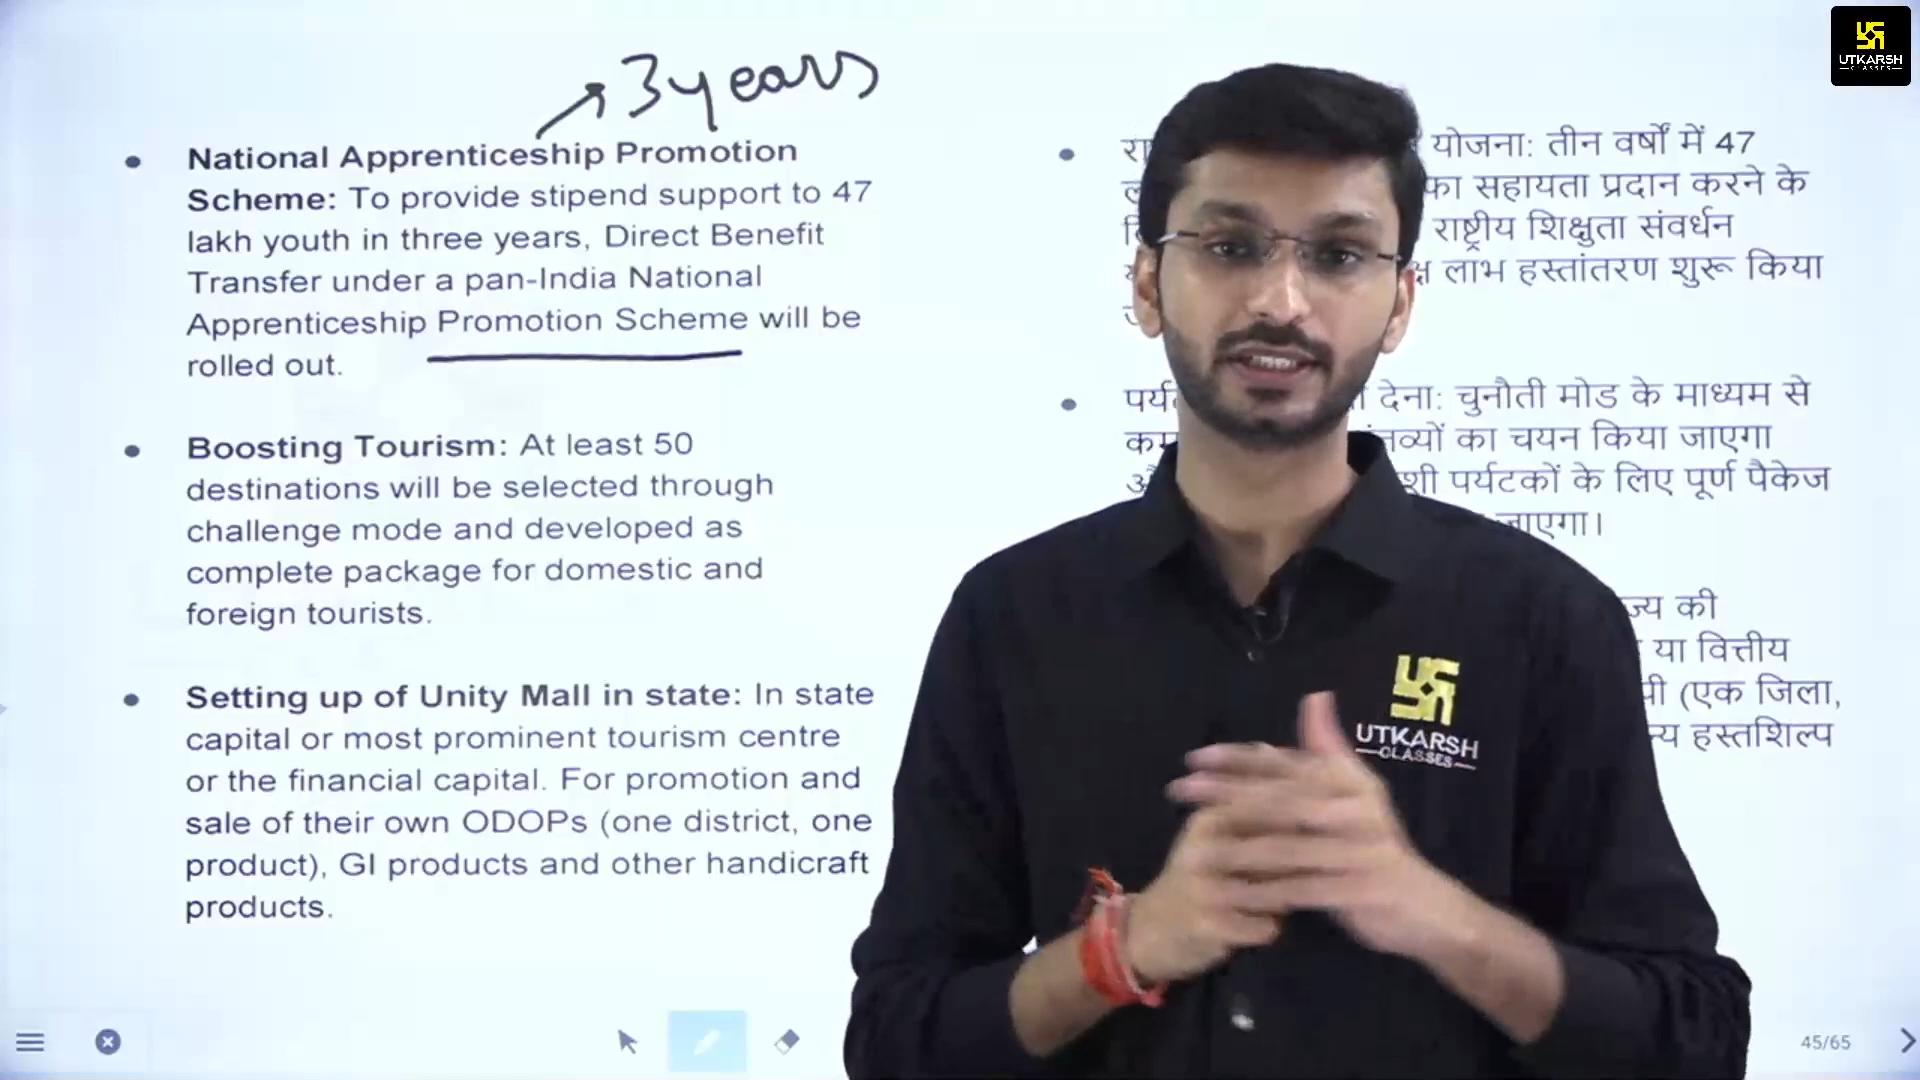 3 years
National Apprenticeship Promotion
Scheme: To provide stipend support to 47
lakh youth in three years, Direct Benefit
Transfer under a pan-India National
Apprenticeship Promotion Scheme will be
rolled out.
Boosting Tourism: At least 50
destinations will be selected through
challenge mode and developed as
complete package for domestic and
foreign tourists.
Setting up of Unity Mall in state: In state
capital or most prominent tourism centre
or the financial capital. For promotion and
sale of their own ODOPs (one district, one
product), GI products and other handicraft
products.
योजना: तीन वर्षों में 47
सहायता प्रदान करने के
राष्ट्रीय शिक्षुता संवर्धन
लाभ हस्तांतरण शुरू किया
देना: चुनौती मोड के माध्यम से
का चयन किया जाएगा
पर्यटकों के लिए पूर्ण पैकेज
जाएगा।
की
या वित्तीय
(एक जिला,
हस्तशिल्प
UTKARSH
CLASSES
UTKARSH
CLASSES
45/65